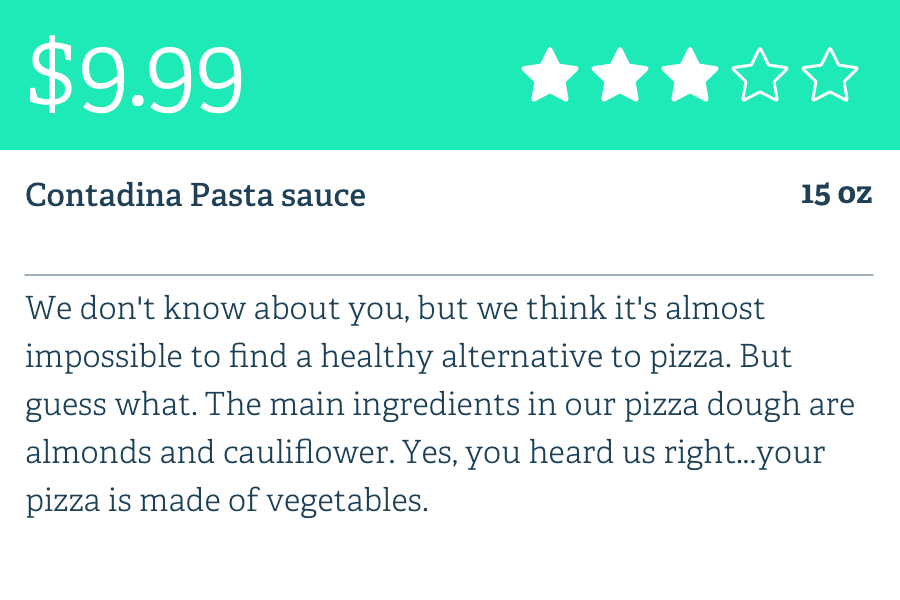 $9.99
Contadina Pasta sauce
15 oz
We don't know about you, but we think it's almost
impossible to find a healthy alternative to pizza. But
guess what. The main ingredients in our pizza dough are
almonds and cauliflower. Yes, you heard us right...your
pizza is made of vegetables.